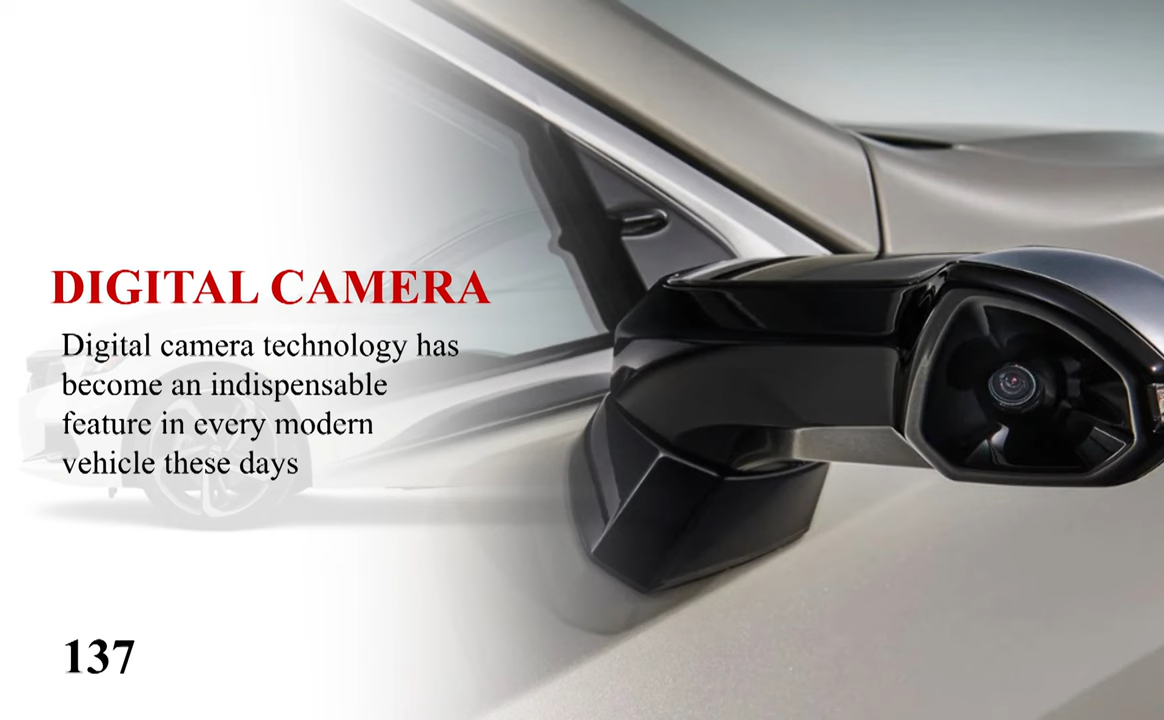 DIGITAL CAMERA
Digital camera technology has
become an indispensable
feature in every modern
vehicle these days
137